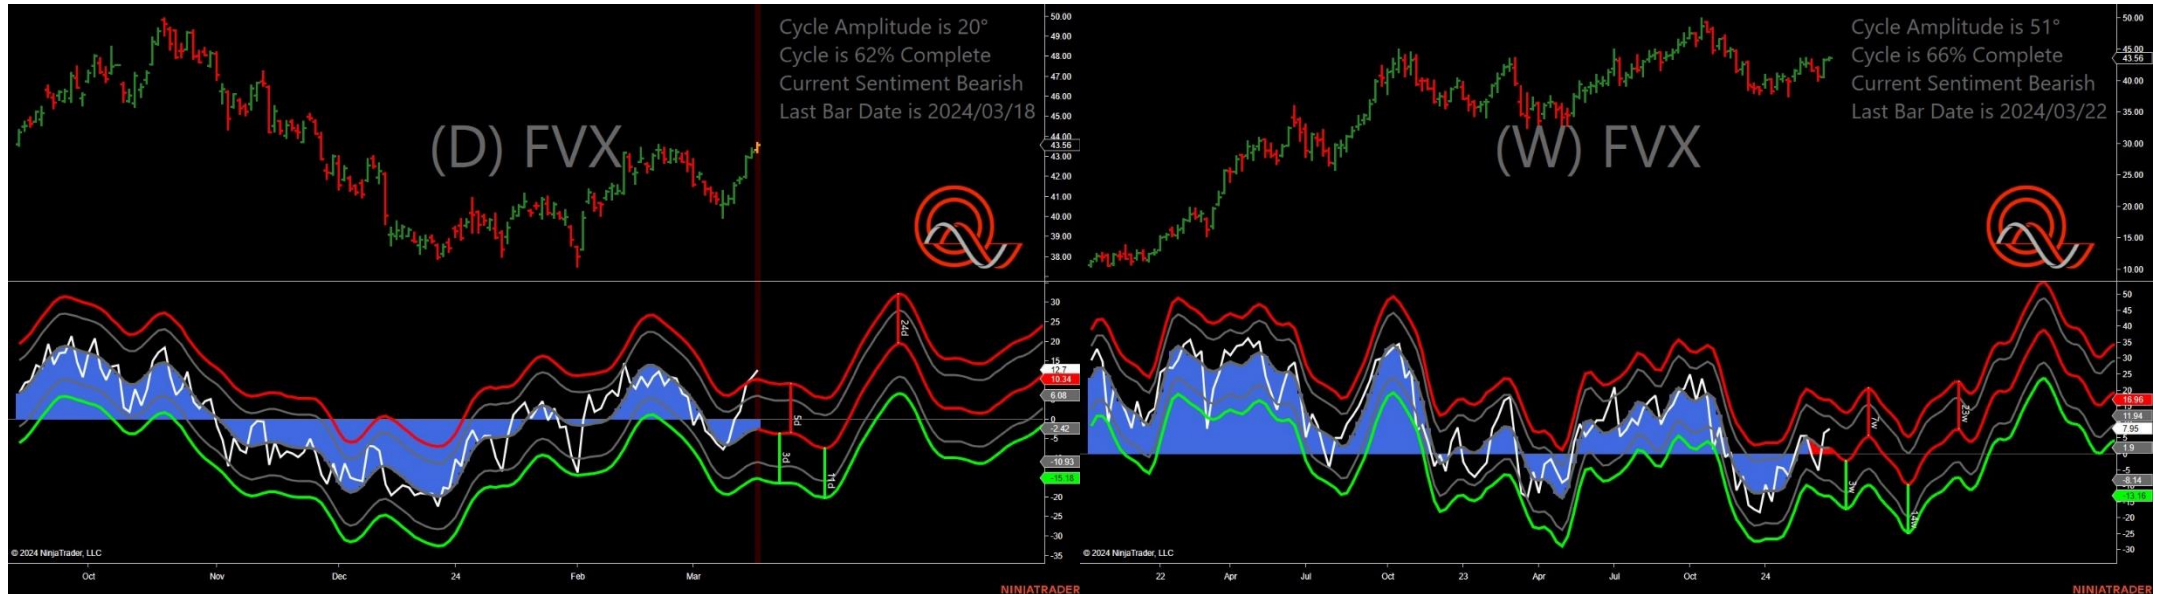 Cycle Amplitude is 20°
Cycle is 62% Complete
Current Sentiment Bearish
Last Bar Date is 2024/03/18
(D) FVX
50.00
49.00
48.00
47.00
46.00
45.00
44.00
43.56
43.00
42.00
41.00
40.00
39.00
38.00
24d
5d
3d
11d
30
25
20
15
12.7
10.34
6.08
0
-2.42
-5
-10.93
-15.18
-20
-25
-30
-35
© 2024 NinjaTrader, LLC
Oct
Nov
Dec
24
Feb
Mar
NINJATRADER
Cycle Amplitude is 51°
Cycle is 66% Complete
Current Sentiment Bearish
Last Bar Date is 2024/03/22
(W) FVX
50.00
45.00
43.56
40.00
35.00
30.00
25.00
20.00
15.00
10.00
7w
23w
3w
14w
50
45
40
35
30
25
20
16.96
11.94
7.95
1.9
-5
-8.14
-13.16
-20
-25
-30
© 2024 NinjaTrader, LLC
22
Apr
Jul
Oct
23
Apr
Jul
Oct
24
NINJATRADER